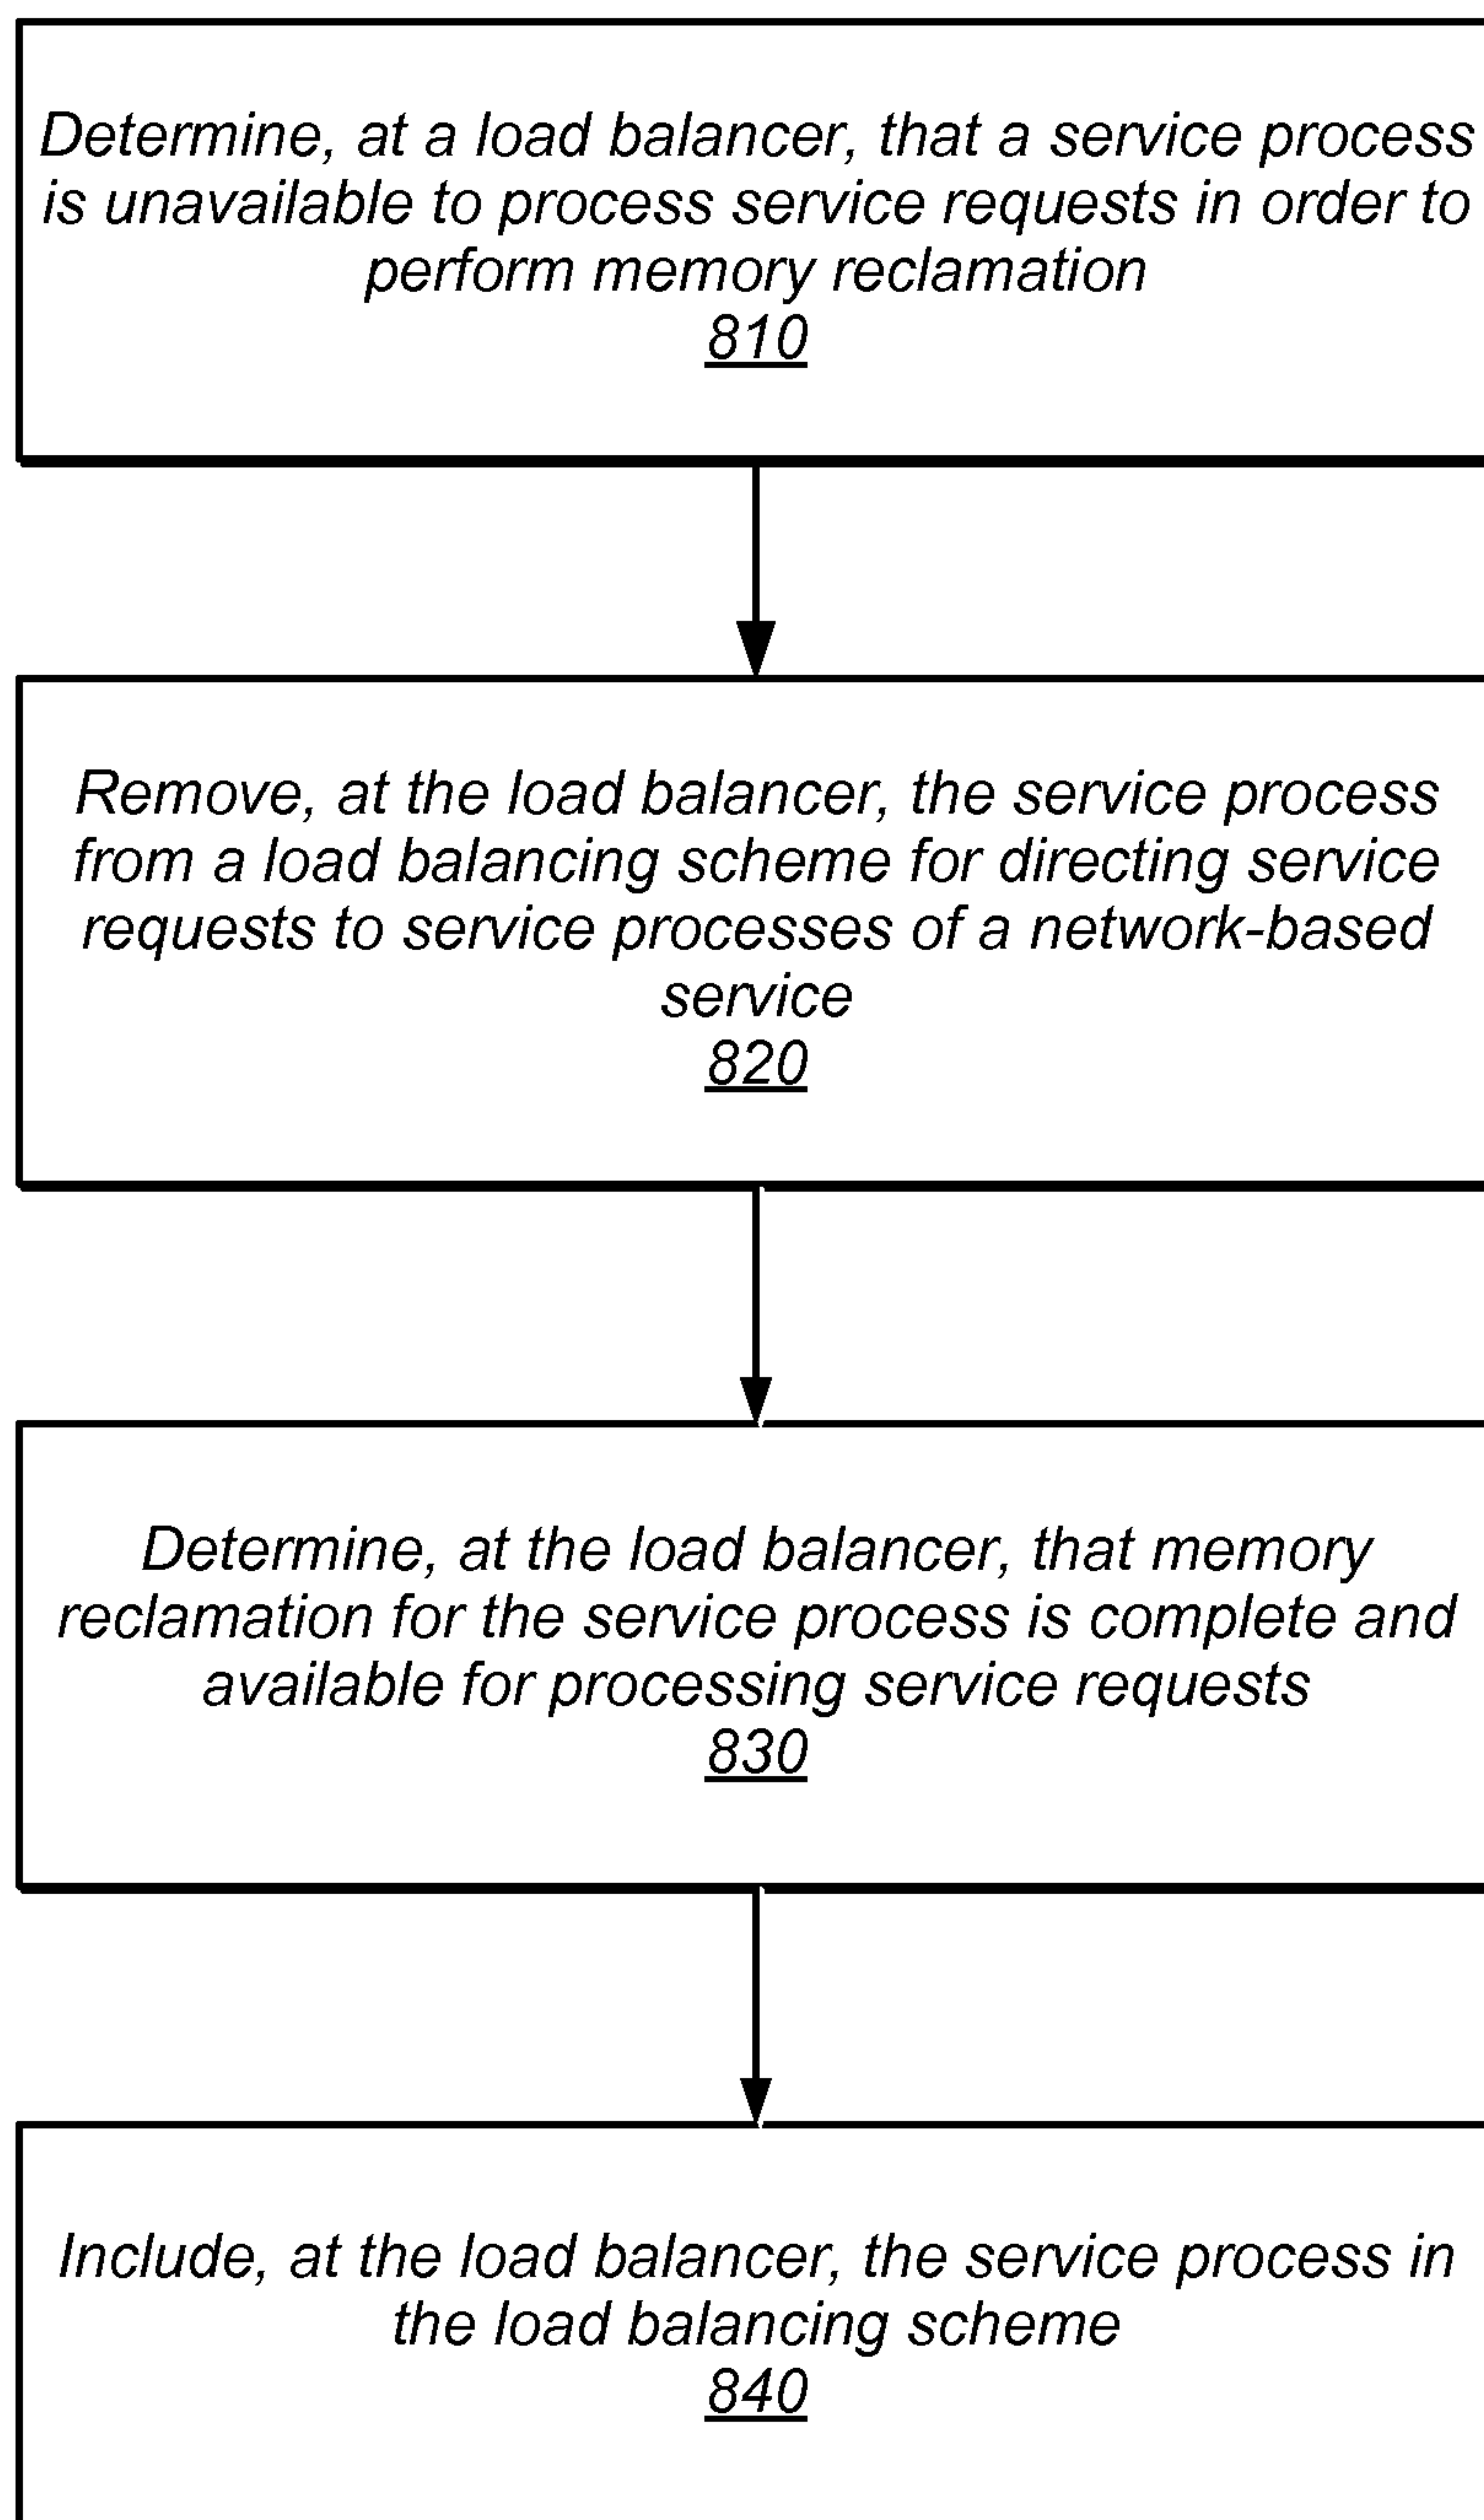 Determine, at a load balancer, that a service process
is unavailable to process service requests in order to
perform memory reclamation
810
Remove, at the load balancer, the service process
from a load balancing scheme for directing service
requests to service processes of a network-based
service
820
Determine, at the load balancer, that memory
reclamation for the service process is complete and
available for processing service requests
830
Include, at the load balancer, the service process in
the load balancing scheme
840